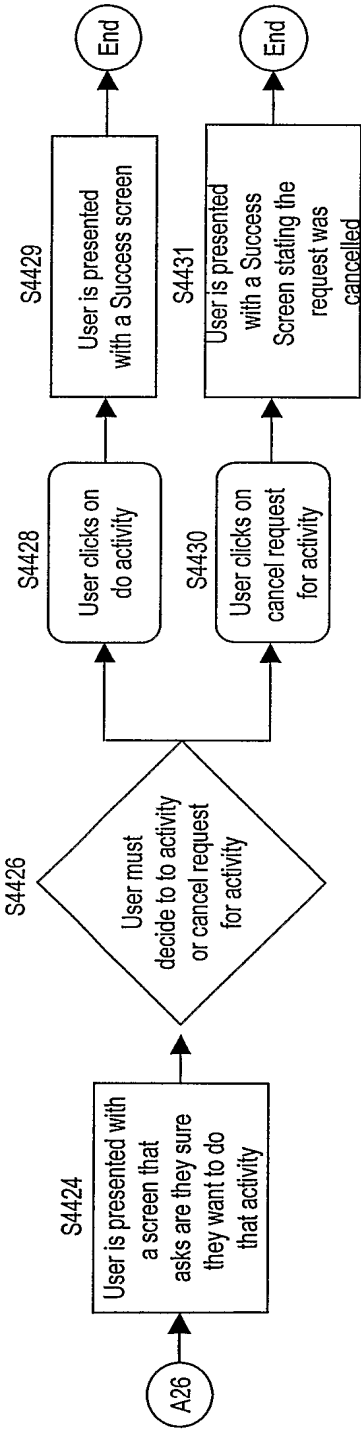 A26
S4424
User is presented with
a screen that
asks are they sure
they want to do
that activity
S4426
User must
decide to to activity
or cancel request
for activity
S4428
User clicks on
do activity
S4429
User is presented
with a Success screen
End
S4430
User clicks on
cancel request
for activity
S4431
User is presented
with a Success
Screen stating the
request was
cancelled
End